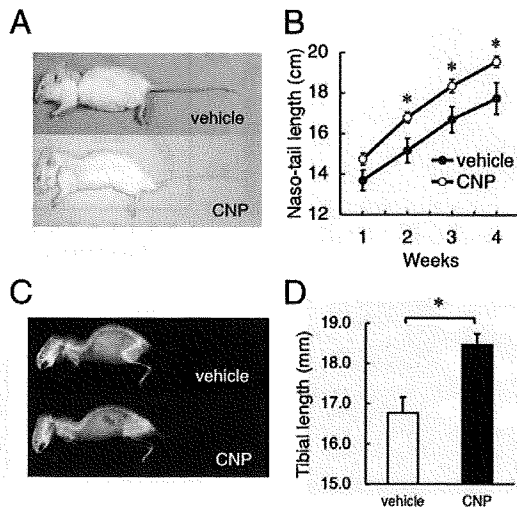 A
vehicle
CNP
B
Naso-tail length (cm)
20
18
16
14
12
* * *
vehicle
CNP
1 2 3 4
Weeks
C
vehicle
CNP
D
Tibial length (mm)
19.0
18.0
17.0
16.0
15.0
*
vehicle CNP